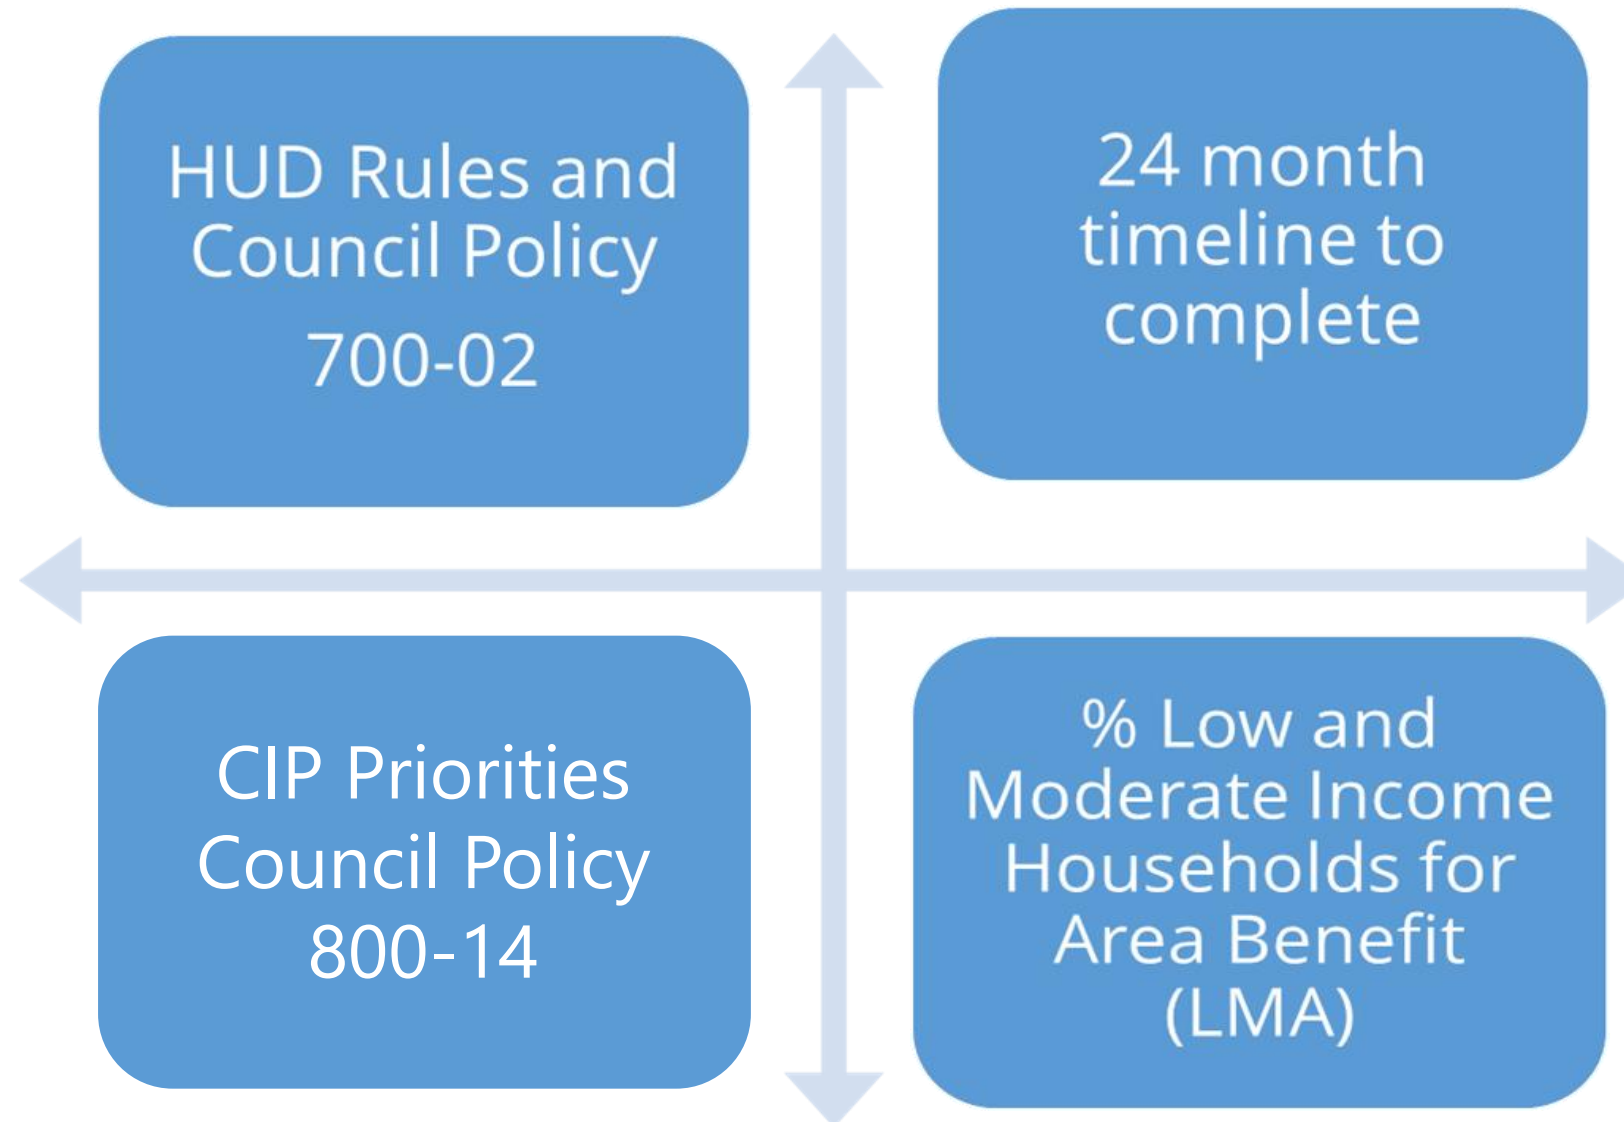 HUD Rules and
Council Policy
700-02
24 month
timeline to
complete
CIP Priorities
Council Policy
800-14
% Low and
Moderate Income
Households for
Area Benefit
(LMA)